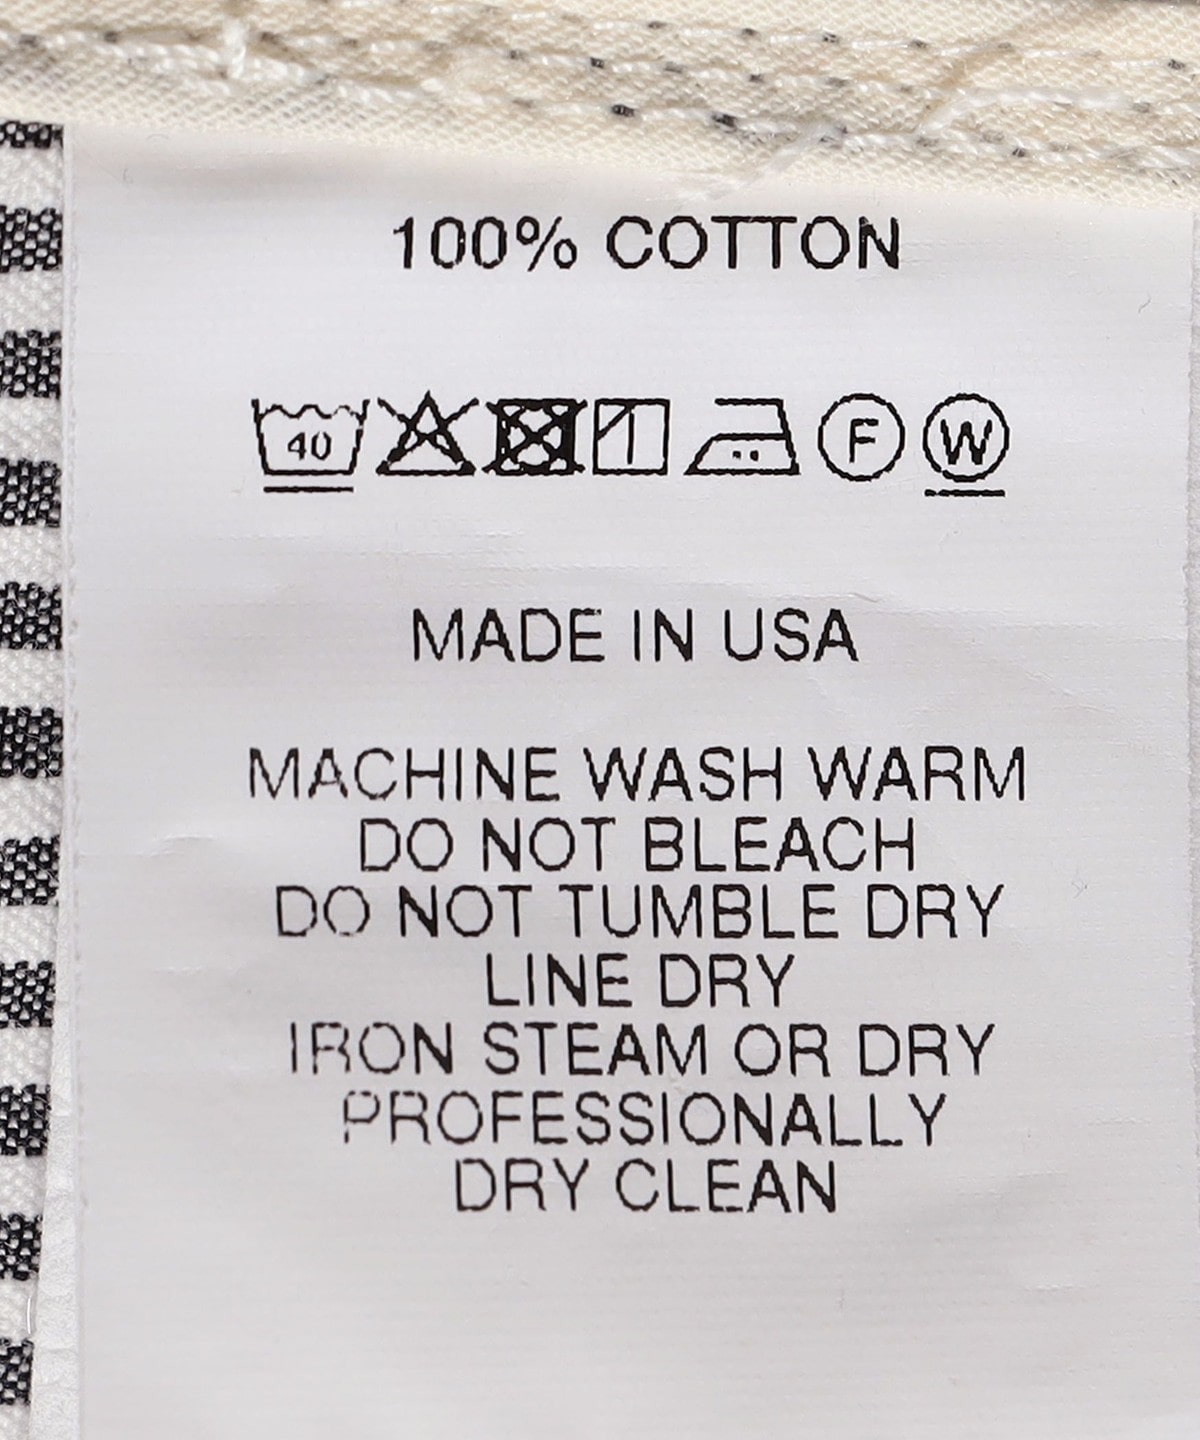 100% COTTON
40 F W
MADE IN USA
MACHINE WASH WARM
DO NOT BLEACH
DO NOT TUMBLE DRY
LINE DRY
IRON STEAM OR DRY
PROFESSIONALLY
DRY CLEAN